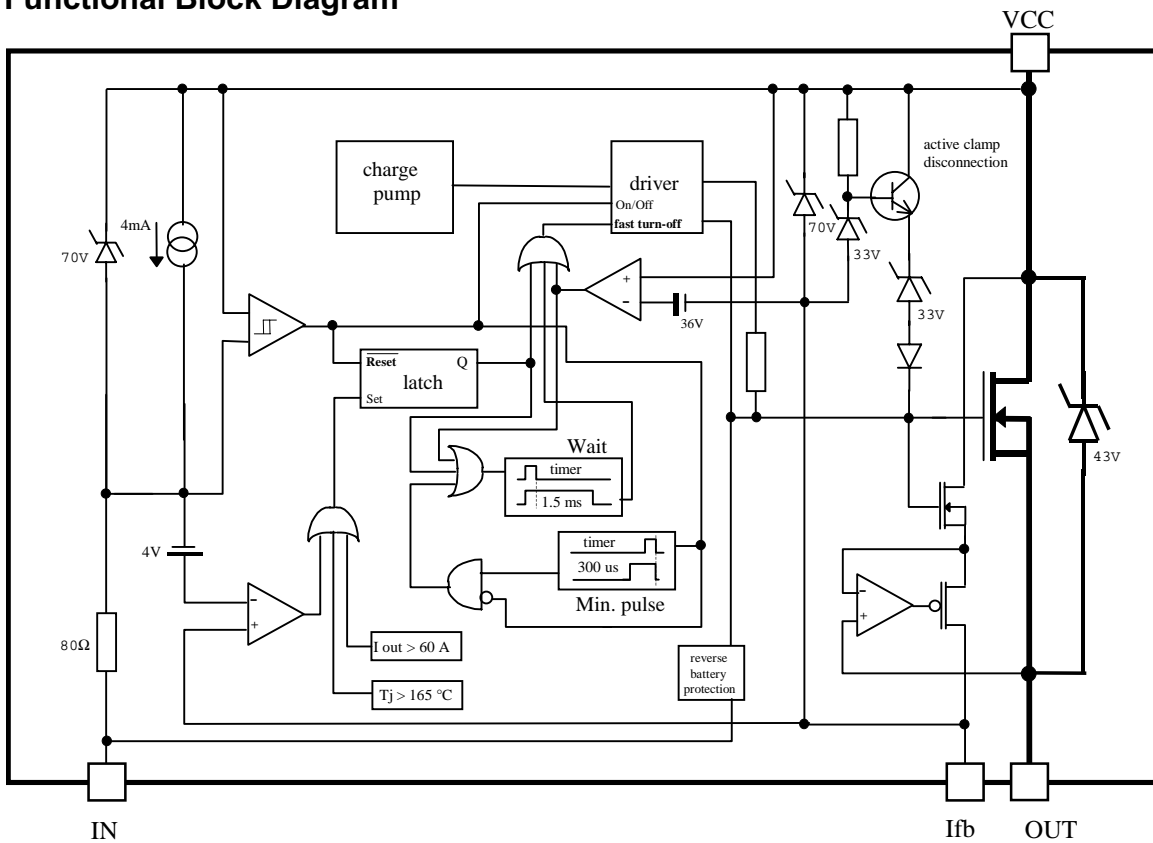 Functional Block Diagram
VCC
active clamp
disconnection
charge
pump
driver
On/Off
fast turn-off
4mA
70V
70V
33V
+
-
36V
33V
Reset
Q
latch
Set
43V
Wait
timer
1.5 ms
4V
timer
300 us
Min. pulse
-
+
-
+
80Ω
I out > 60 A
Tj > 165 °C
reverse
battery
protection
IN
Ifb
OUT